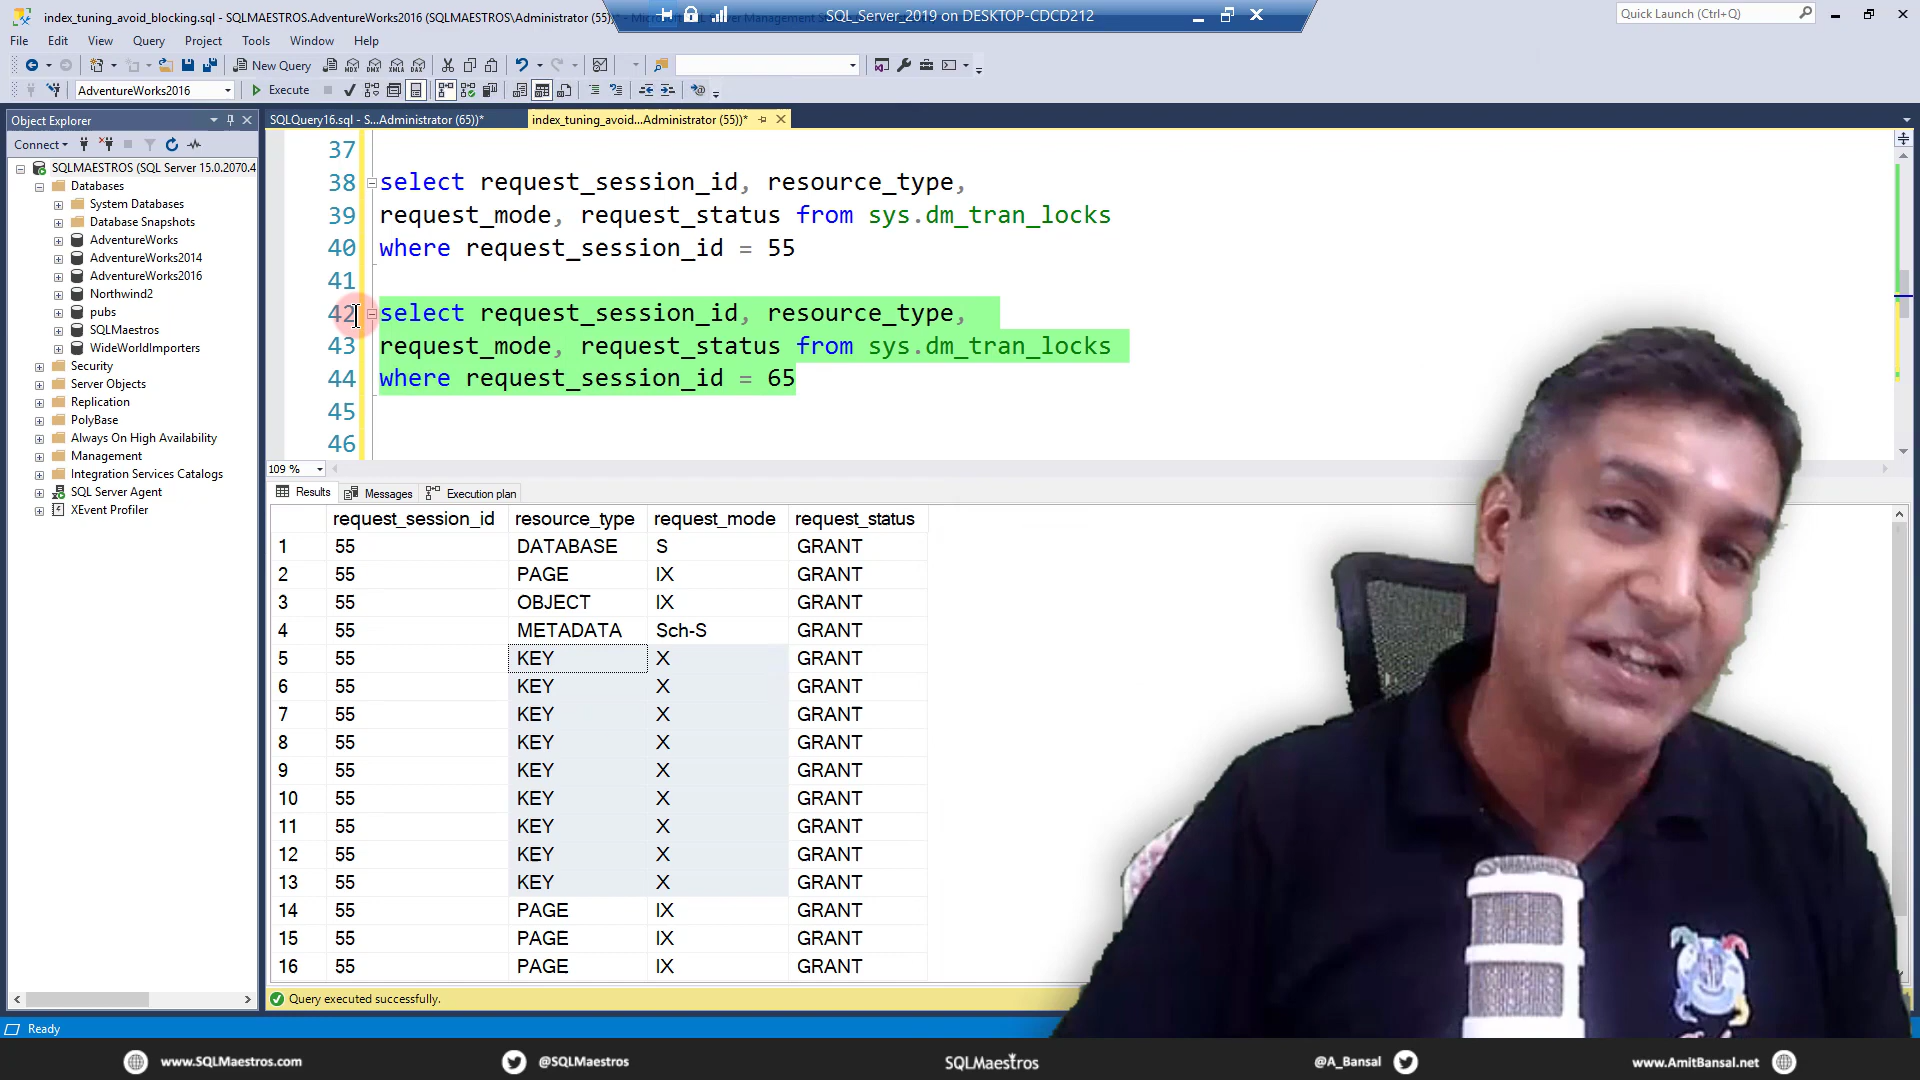 index_tuning_avoid_blocking.sql - SQLMAESTROS.AdventureWorks2016 (SQLMAESTROS\Administrator (55))*
SQL_Server_2019 on DESKTOP-CDCD212
Quick Launch (Ctrl+Q)
File Edit View Query Project Tools Window Help
New Query
MDX DMX XMLA DAX
AdventureWorks2016
Execute
Object Explorer
SQLQuery16.sql - S...Administrator (65))*
index_tuning_avoid...Administrator (55))*
Connect
SQLMAESTROS (SQL Server 15.0.2070.4
Databases
System Databases
Database Snapshots
AdventureWorks
AdventureWorks2014
AdventureWorks2016
Northwind2
pubs
SQLMaestros
WideWorldImporters
Security
Server Objects
Replication
PolyBase
Always On High Availability
Management
Integration Services Catalogs
SQL Server Agent
XEvent Profiler
37
38 select request_session_id, resource_type,
39 request_mode, request_status from sys.dm_tran_locks
40 where request_session_id = 55
41
42 select request_session_id, resource_type,
43 request_mode, request_status from sys.dm_tran_locks
44 where request_session_id = 65
45
46
109 %
Results Messages Execution plan
request_session_id resource_type request_mode request_status
1 55 DATABASE S GRANT
2 55 PAGE IX GRANT
3 55 OBJECT IX GRANT
4 55 METADATA Sch-S GRANT
5 55 KEY X GRANT
6 55 KEY X GRANT
7 55 KEY X GRANT
8 55 KEY X GRANT
9 55 KEY X GRANT
10 55 KEY X GRANT
11 55 KEY X GRANT
12 55 KEY X GRANT
13 55 KEY X GRANT
14 55 PAGE IX GRANT
15 55 PAGE IX GRANT
16 55 PAGE IX GRANT
Query executed successfully.
Ready
www.SQLMaestros.com
@SQLMaestros
SQLMaestros
@A_Bansal
www.AmitBansal.net